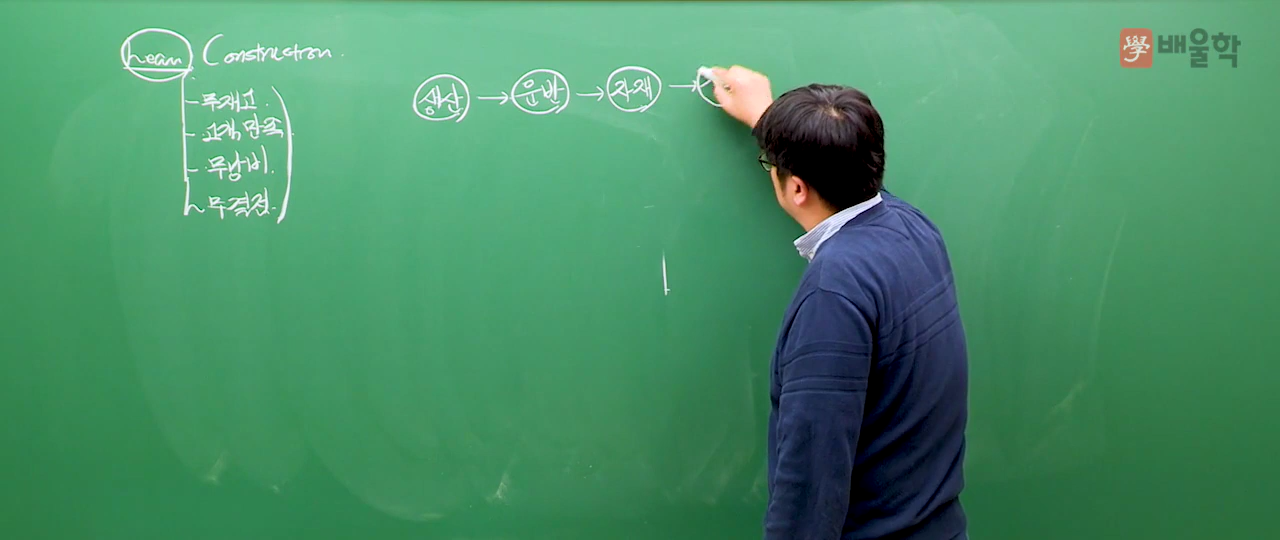 lean Construction.
- 무재고.
- 고객만족.
- 무낭비.
- 무결점.
생산 → 운반 → 자재 →
學 배울학